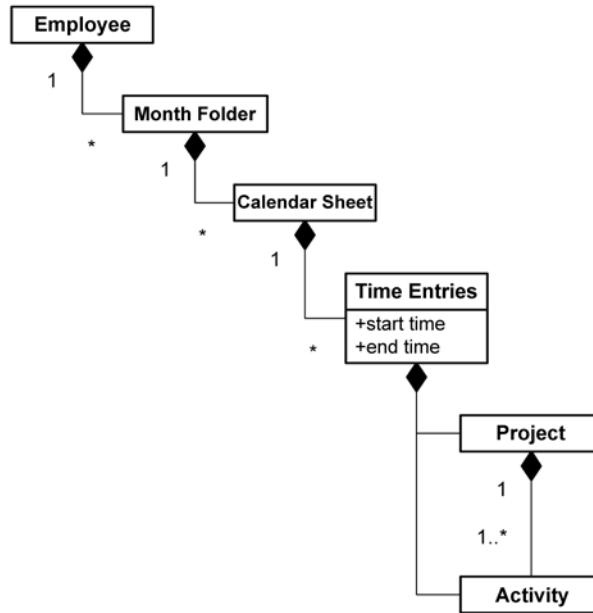 Employee
1
Month Folder
*
1
Calendar Sheet
*
1
Time Entries
+start time
*
+end time
Project
1
1..*
Activity